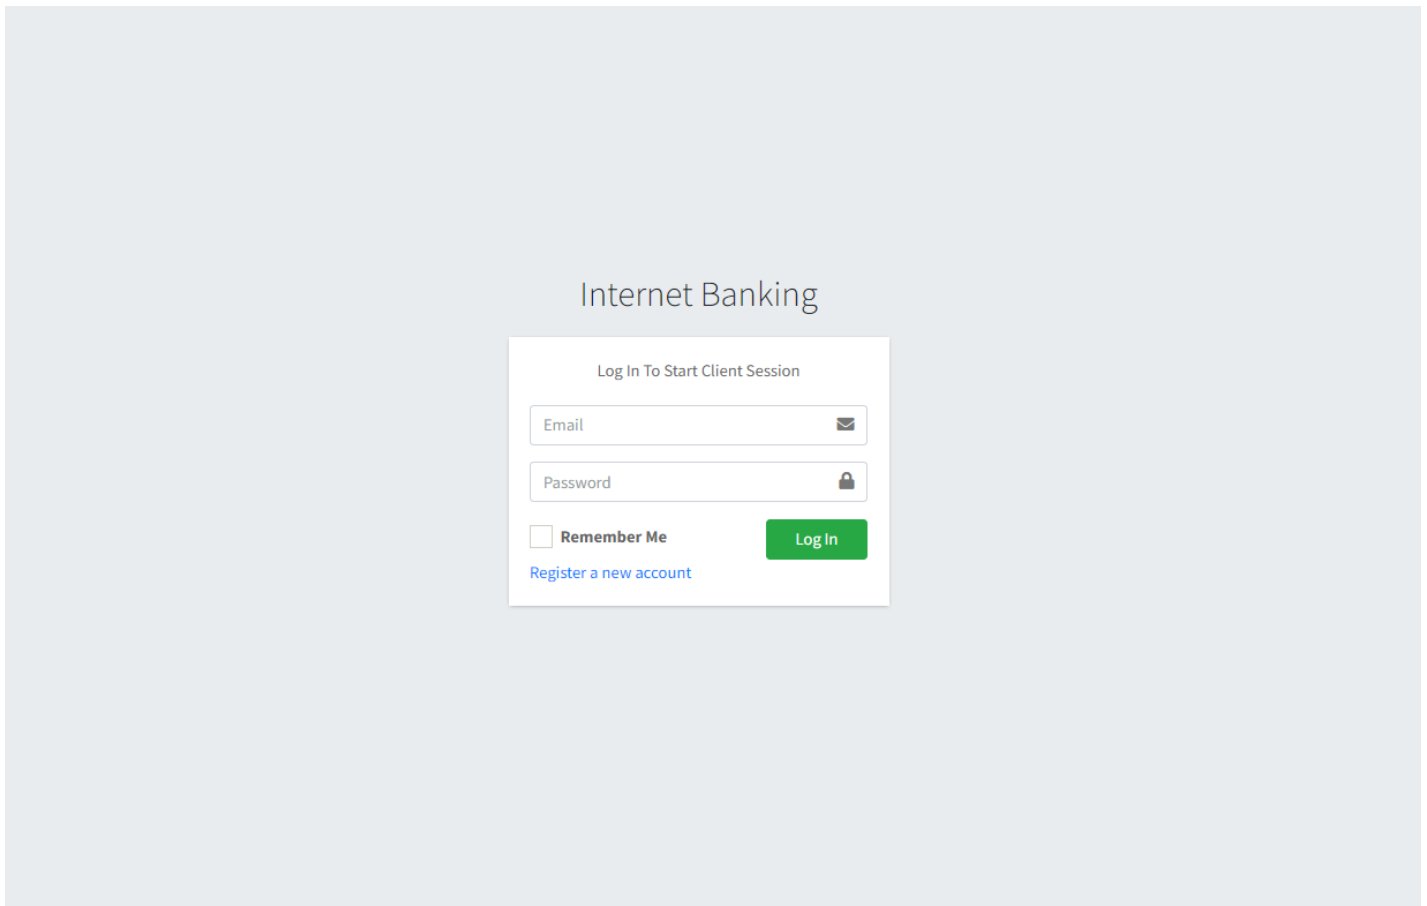 Internet Banking
Log In To Start Client Session
Email
Password
Remember Me
Log In
Register a new account